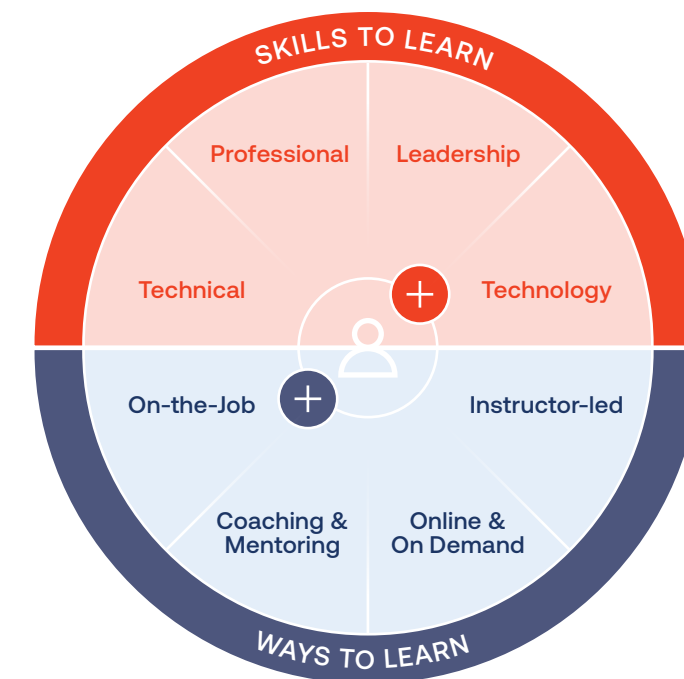 SKILLS TO LEARN
Professional
Leadership
Technical
Technology
On-the-Job
Instructor-led
Coaching &
Mentoring
Online &
On Demand
WAYS TO LEARN